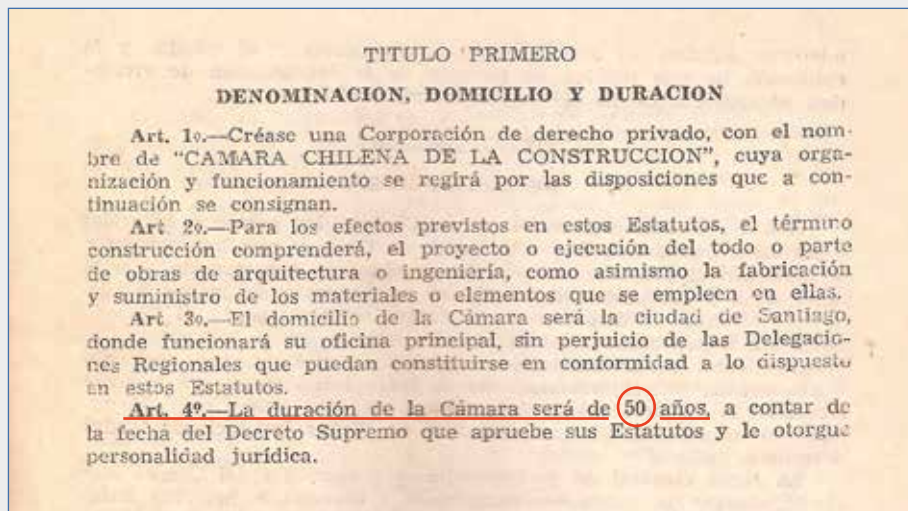 TITULO PRIMERO
DENOMINACION, DOMICILIO Y DURACION
Art. 1º.—Créase una Corporación de derecho privado, con el nom-
bre de "CAMARA CHILENA DE LA CONSTRUCCION", cuya orga-
nización y funcionamiento se regirá por las disposiciones que a con-
tinuación se consignan.
Art. 2º.—Para los efectos previstos en estos Estatutos, el término
construcción comprenderá, el proyecto o ejecución del todo o parte
de obras de arquitectura o ingeniería, como asimismo la fabricación
y suministro de los materiales o elementos que se empleen en ellas.
Art. 3º.—El domicilio de la Cámara será la ciudad de Santiago,
donde funcionará su oficina principal, sin perjuicio de las Delegacio-
nes Regionales que puedan constituirse en conformidad a lo dispuesto
en estos Estatutos.
Art. 4º.—La duración de la Cámara será de 50 años, a contar de
la fecha del Decreto Supremo que apruebe sus Estatutos y le otorgue
personalidad jurídica.